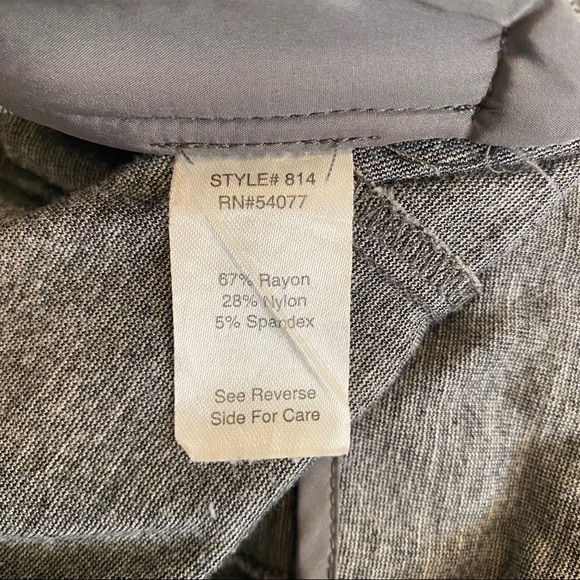 STYLE# 814
RN#54077
67% Rayon
28% Nylon
5% Spandex
See Reverse
Side For Care